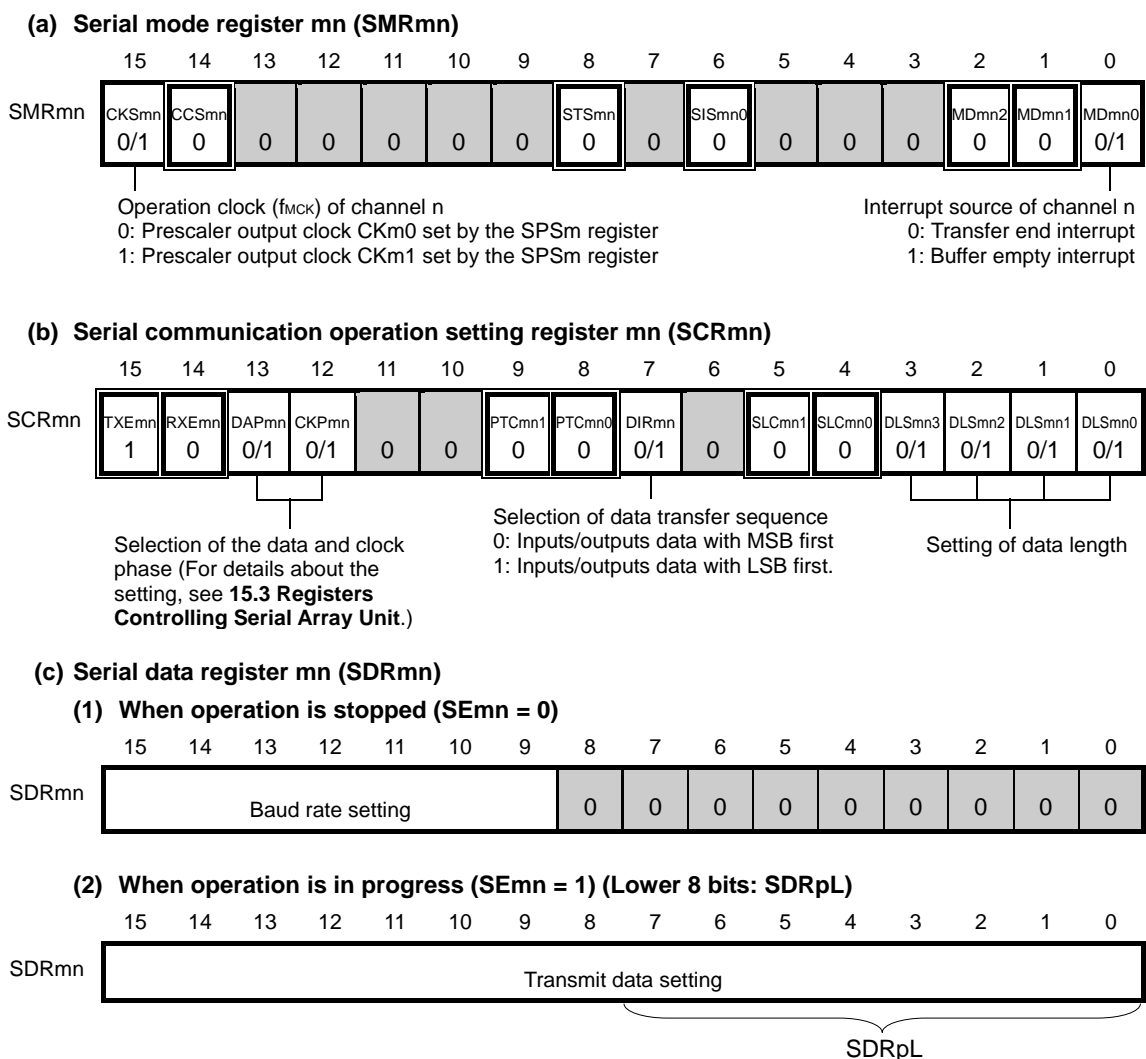 (a) Serial mode register mn (SMRmn)
15 14 13 12 11 10 9 8 7 6 5 4 3 2 1 0
SMRmn
CKSmn CCSmn STSmn SISmn0 MDmn2 MDmn1 MDmn0
0/1 0 0 0 0 0 0 0 0 0 0 0 0 0 0 0/1
Operation clock (fMCK) of channel n
0: Prescaler output clock CKm0 set by the SPSm register
1: Prescaler output clock CKm1 set by the SPSm register
Interrupt source of channel n
0: Transfer end interrupt
1: Buffer empty interrupt
(b) Serial communication operation setting register mn (SCRmn)
15 14 13 12 11 10 9 8 7 6 5 4 3 2 1 0
SCRmn
TXEmn RXEmn DAPmn CKPmn PTCmn1 PTCmn0 DIRmn SLCmn1 SLCmn0 DLSmn3 DLSmn2 DLSmn1 DLSmn0
1 0 0/1 0/1 0 0 0 0 0/1 0 0 0 0/1 0/1 0/1 0/1
Selection of the data and clock
phase (For details about the
setting, see 15.3 Registers
Controlling Serial Array Unit.)
Selection of data transfer sequence
0: Inputs/outputs data with MSB first
1: Inputs/outputs data with LSB first.
Setting of data length
(c) Serial data register mn (SDRmn)
(1) When operation is stopped (SEmn = 0)
15 14 13 12 11 10 9 8 7 6 5 4 3 2 1 0
SDRmn
Baud rate setting 0 0 0 0 0 0 0 0 0
(2) When operation is in progress (SEmn = 1) (Lower 8 bits: SDRpL)
15 14 13 12 11 10 9 8 7 6 5 4 3 2 1 0
SDRmn
Transmit data setting
SDRpL